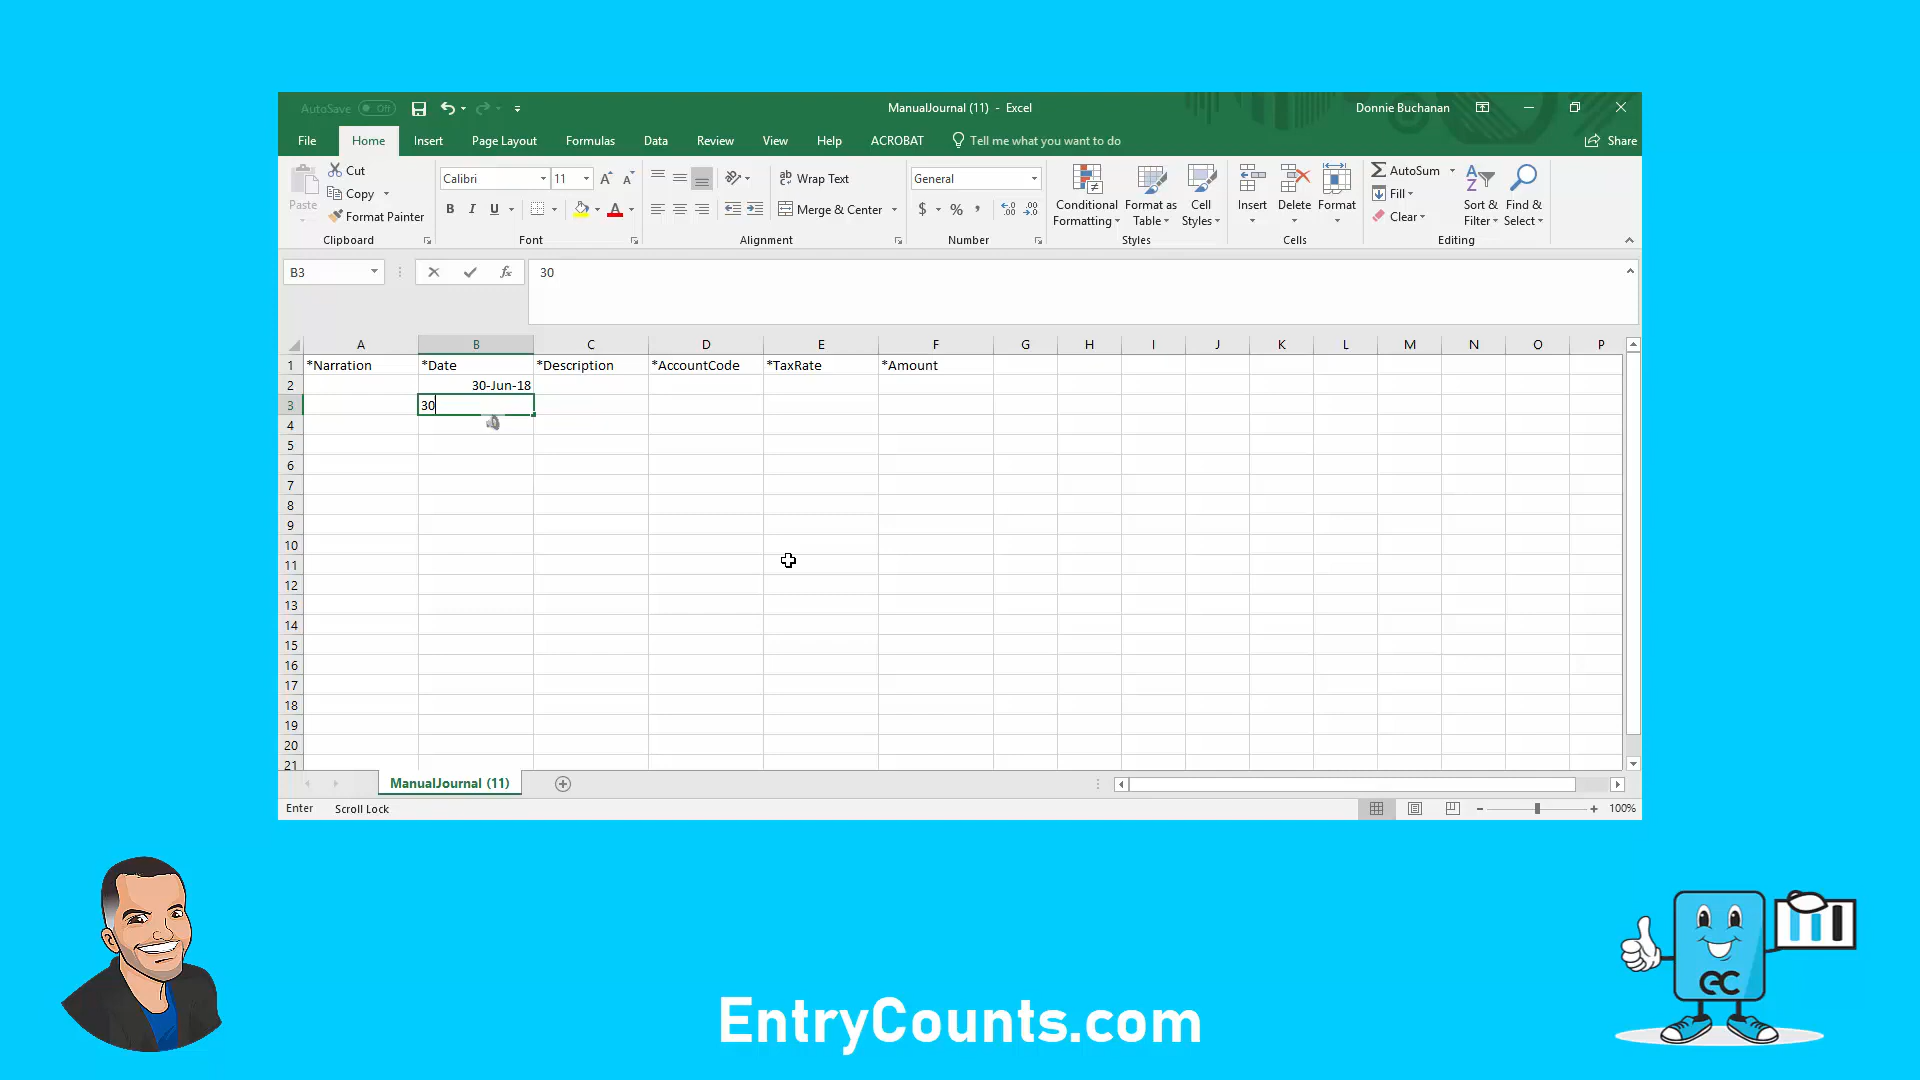 AutoSave Off
ManualJournal (11) - Excel
Donnie Buchanan
File Home Insert Page Layout Formulas Data Review View Help ACROBAT Tell me what you want to do Share
Paste
Cut
Copy
Format Painter
Clipboard
Calibri 11
B I U A
Font
Wrap Text
Merge & Center
Alignment
General
$ % ,
Number
Conditional Formatting
Format as Table
Cell Styles
Styles
Insert Delete Format
Cells
AutoSum
Fill
Clear
Sort & Filter
Find & Select
Editing
B3 fx 30
A B C D E F G H I J K L M N O P
1 *Narration *Date *Description *AccountCode *TaxRate *Amount
2 30-Jun-18
3 30
4
5
6
7
8
9
10
11
12
13
14
15
16
17
18
19
20
21
ManualJournal (11)
Enter Scroll Lock 100%
ec
EntryCounts.com